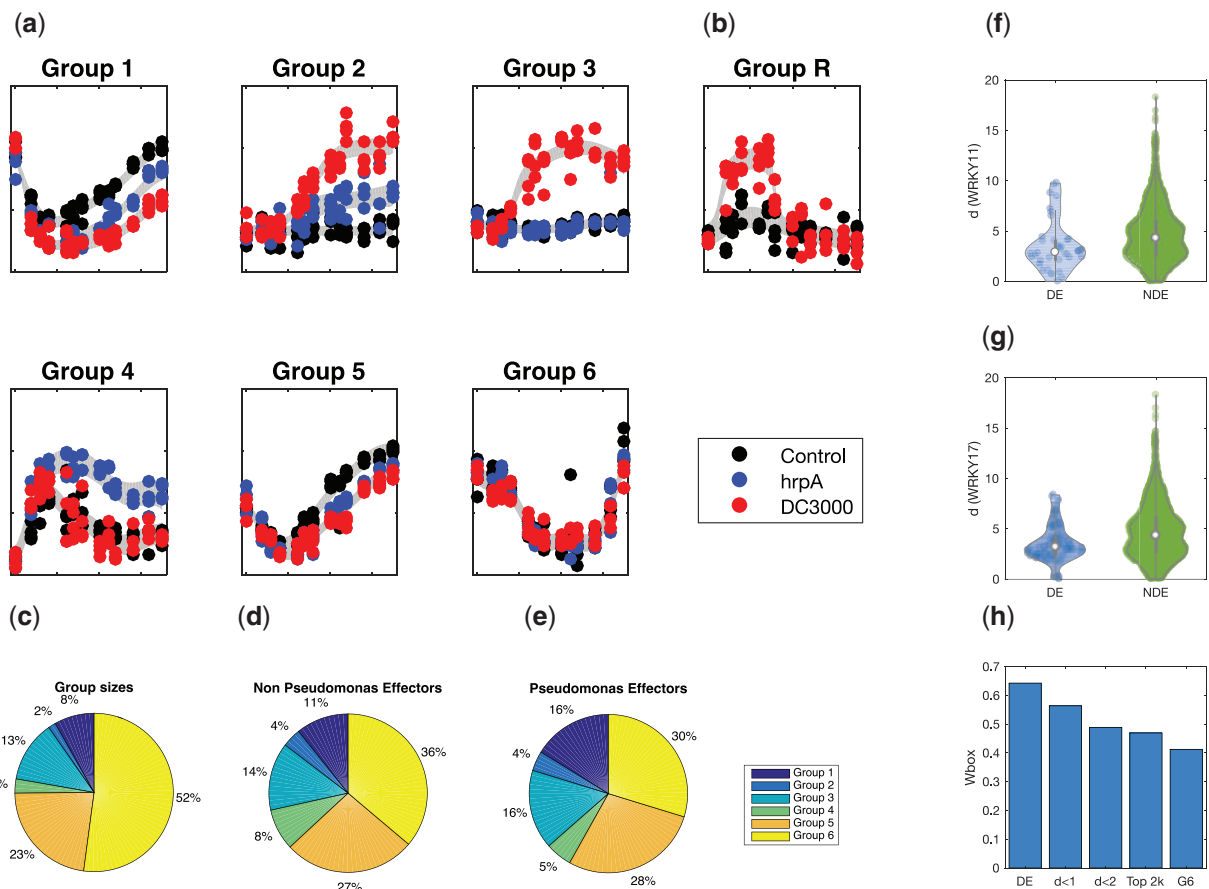 (a)
(b)
(f)
Group 1
Group 2
Group 3
Group R
20
15
10
5
0
d (WRKY11)
DE
NDE
(g)
Group 4
Group 5
Group 6
Control
hrpA
DC3000
20
15
10
5
0
d (WRKY17)
DE
NDE
(c)
(d)
(e)
(h)
Group sizes
8%
2%
13%
%
23%
52%
Non Pseudomonas Effectors
11%
4%
14%
8%
27%
36%
Pseudomonas Effectors
16%
4%
16%
5%
28%
30%
Group 1
Group 2
Group 3
Group 4
Group 5
Group 6
0.7
0.6
0.5
0.4
0.3
0.2
0.1
0
Wbox
DE
d<1
d<2
Top 2k
G6